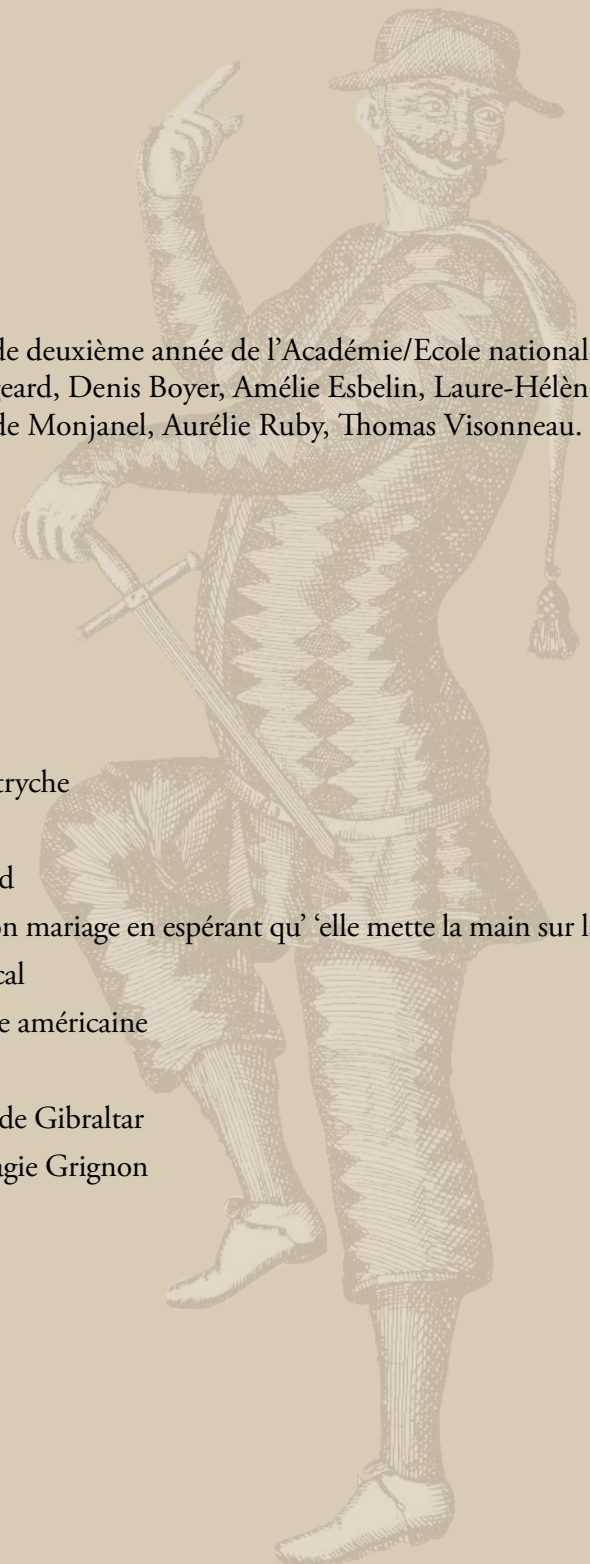 de deuxième année de l’Académie/Ecole national
geard, Denis Boyer, Amélie Esbelin, Laure-Hélèn
de Monjanel, Aurélie Ruby, Thomas Visonneau.
tryche
d
on mariage en espérant qu’ ‘elle mette la main sur l
cal
e américaine
de Gibraltar
agie Grignon